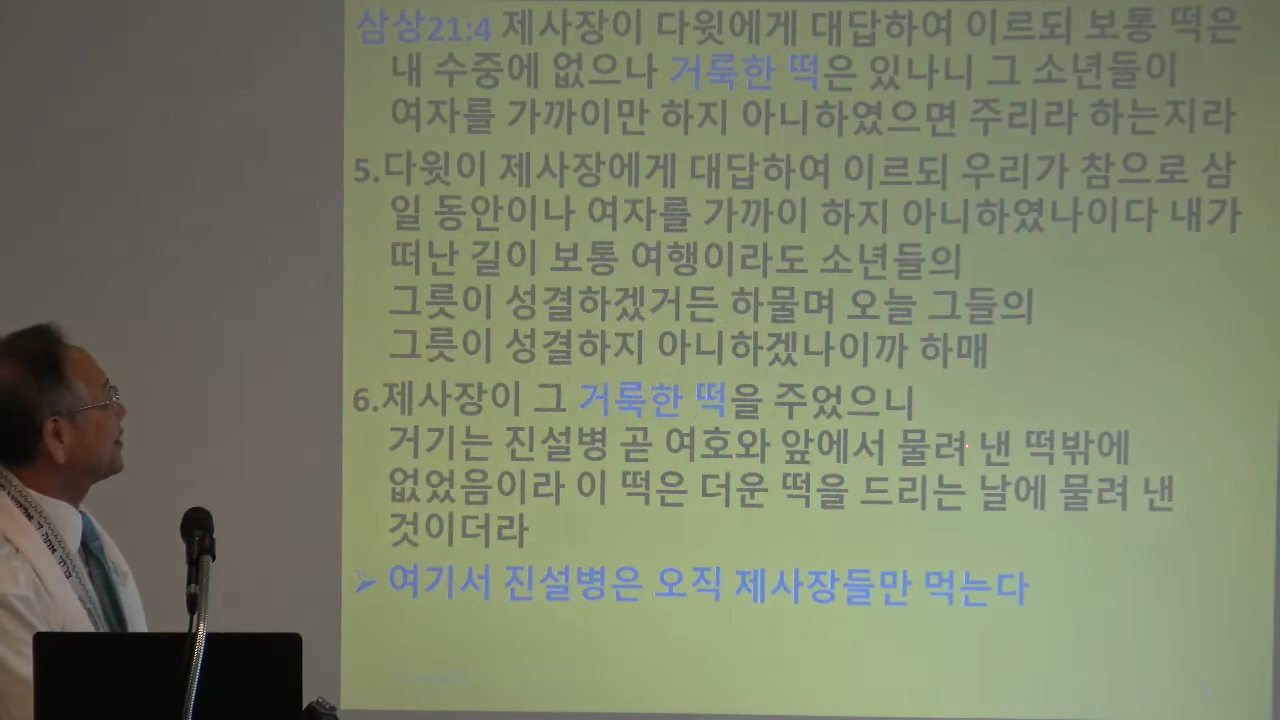 삼상21:4 제사장이 다윗에게 대답하여 이르되 보통 떡은
내 수중에 없으나 거룩한 떡은 있나니 그 소년들이
여자를 가까이만 하지 아니하였으면 주리라 하는지라
5.다윗이 제사장에게 대답하여 이르되 우리가 참으로 삼
일 동안이나 여자를 가까이 하지 아니하였나이다 내가
떠난 길이 보통 여행이라도 소년들의
그릇이 성결하겠거든 하물며 오늘 그들의
그릇이 성결하지 아니하겠나이까 하매
6.제사장이 그 거룩한 떡을 주었으니
거기는 진설병 곧 여호와 앞에서 물려 낸 떡밖에
없었음이라 이 떡은 더운 떡을 드리는 날에 물려 낸
것이더라
➢ 여기서 진설병은 오직 제사장들만 먹는다